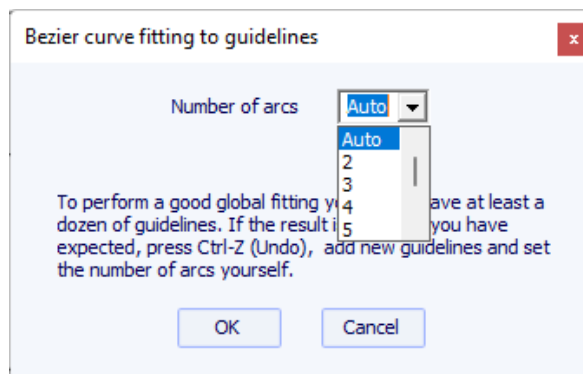 Bezier curve fitting to guidelines
x
Number of arcs Auto
Auto
2
3
4
5
To perform a good global fitting ave at least a
dozen of guidelines. If the result you have
expected, press Ctrl-Z (Undo), add new guidelines and set
the number of arcs yourself.
OK Cancel